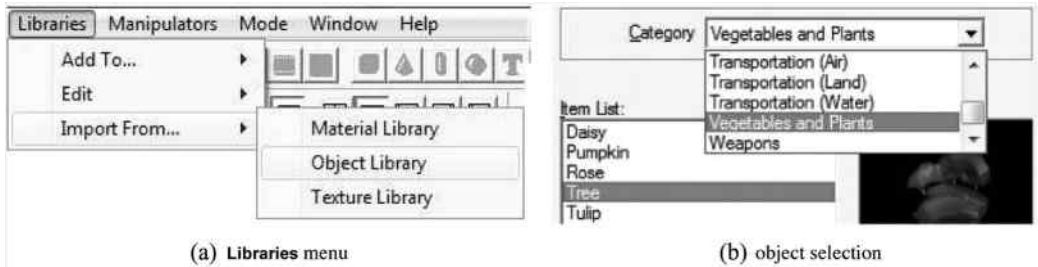 Libraries Manipulators Mode Window Help
Add To...
Edit
Import From...
Material Library
Object Library
Texture Library
(a) Libraries menu
Category Vegetables and Plants
Transportation (Air)
Transportation (Land)
Transportation (Water)
Vegetables and Plants
Weapons
Item List:
Daisy
Pumpkin
Rose
Tree
Tulip
(b) object selection